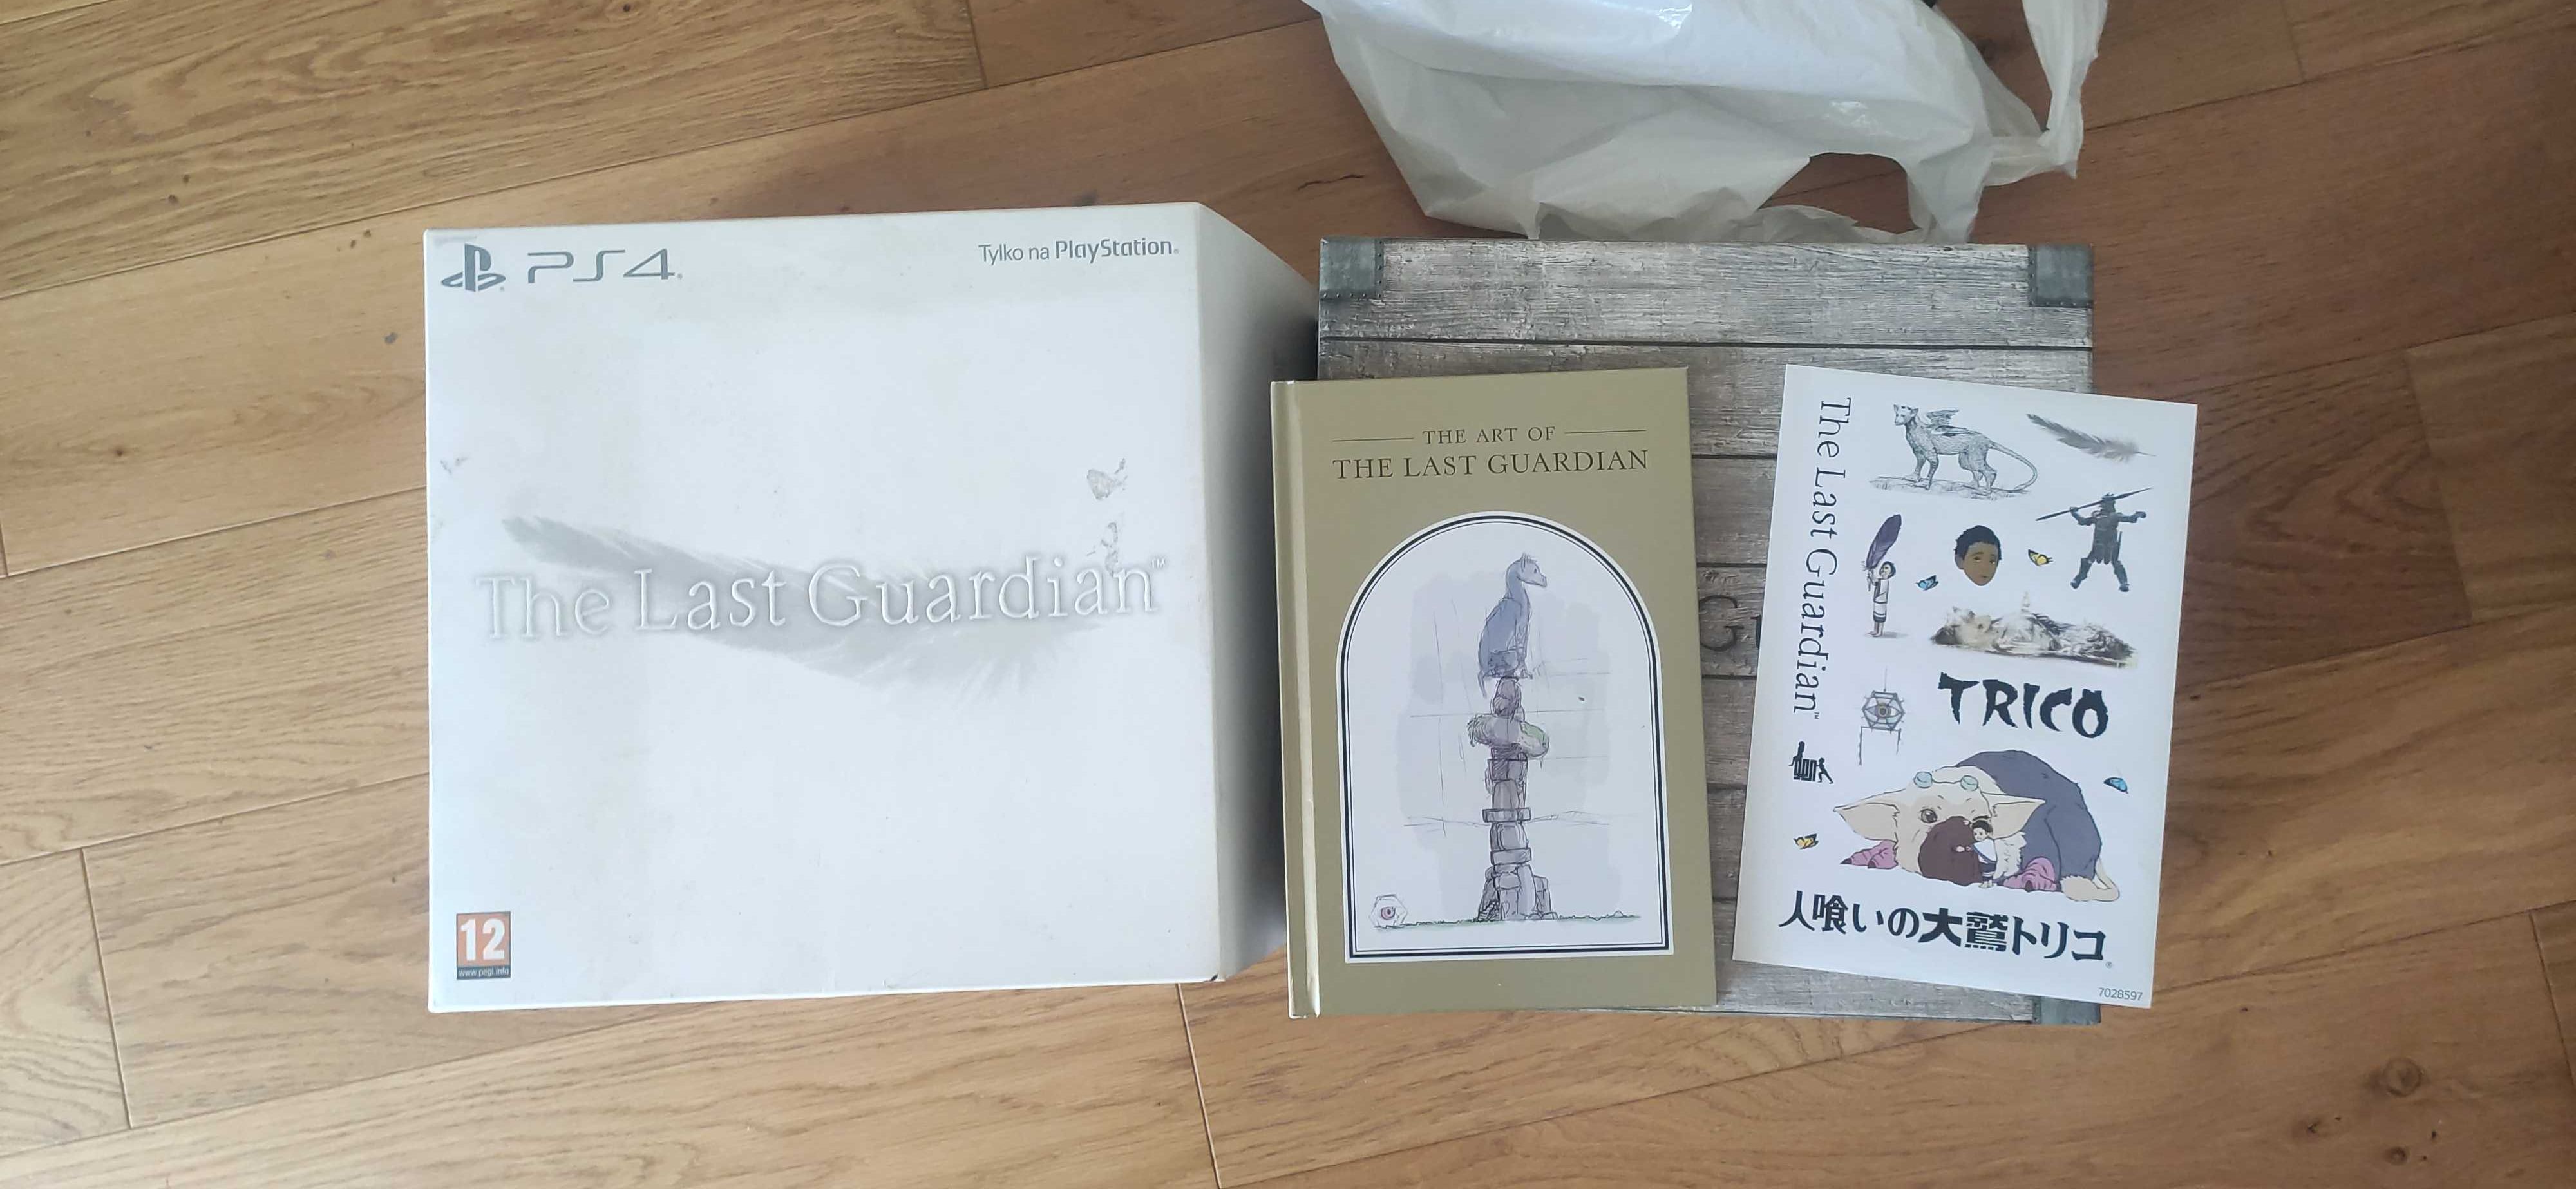 PS4
Tylko na PlayStation
The Last Guardian™
12
www.pegi.info
THE ART OF
THE LAST GUARDIAN
G
The Last Guardian™
TRICO
人喰いの大鷲トリコ®
7028597